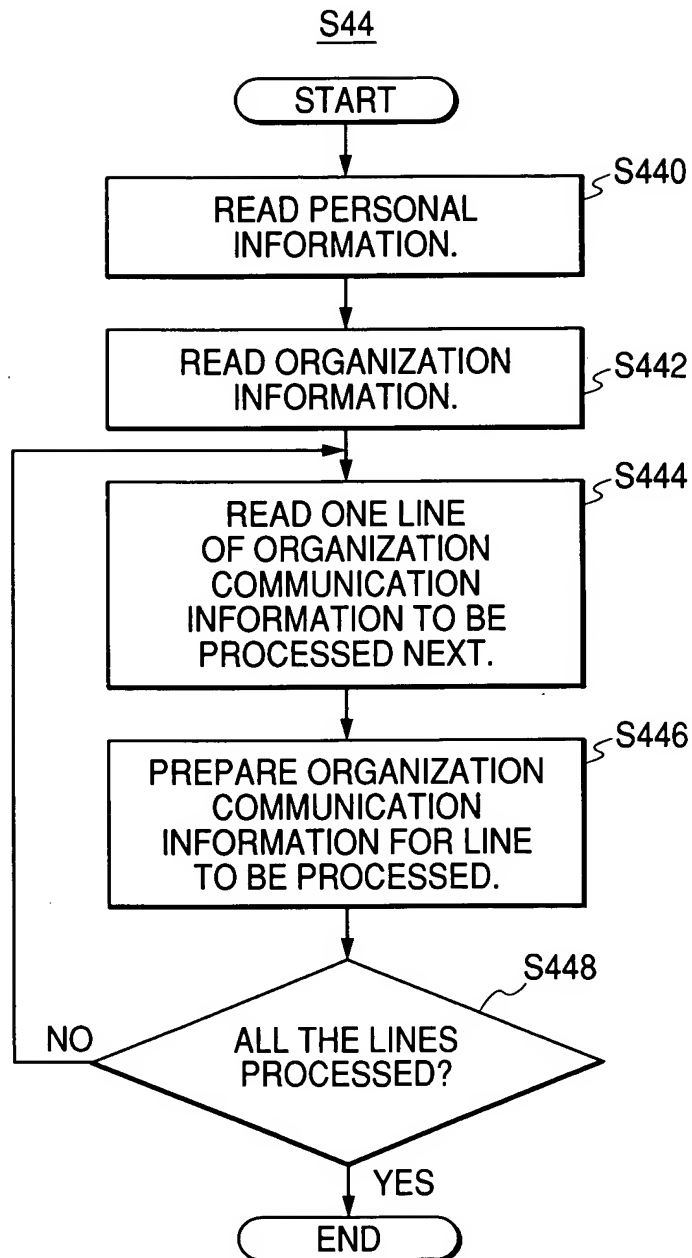 S44
START
S440
READ PERSONAL
INFORMATION.
S442
READ ORGANIZATION
INFORMATION.
S444
READ ONE LINE
OF ORGANIZATION
COMMUNICATION
INFORMATION TO BE
PROCESSED NEXT.
S446
PREPARE ORGANIZATION
COMMUNICATION
INFORMATION FOR LINE
TO BE PROCESSED.
S448
ALL THE LINES
PROCESSED?
NO
YES
END